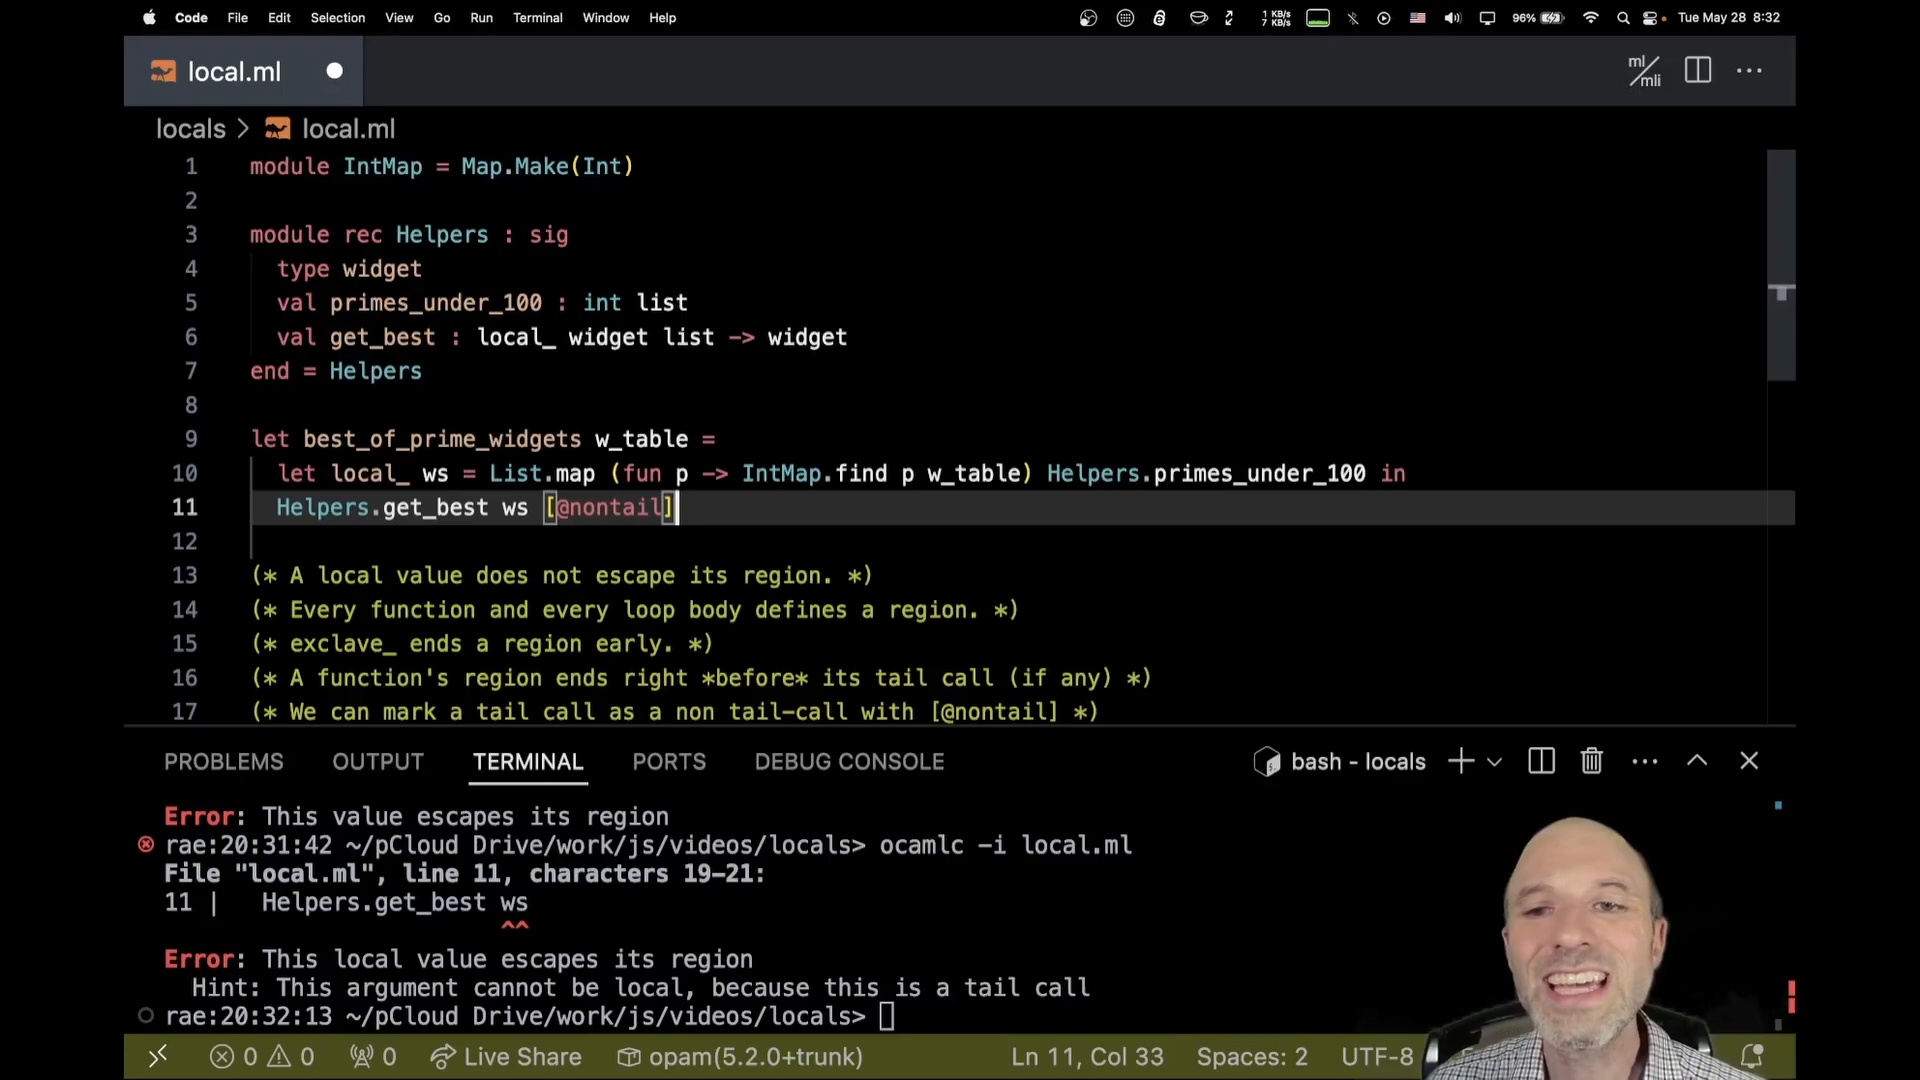 Code File Edit Selection View Go Run Terminal Window Help
1 KB/s
7 KB/s
96%
Tue May 28 8:32
local.ml
ml/mli
locals > local.ml
1 module IntMap = Map.Make(Int)
2
3 module rec Helpers : sig
4 type widget
5 val primes_under_100 : int list
6 val get_best : local_ widget list -> widget
7 end = Helpers
8
9 let best_of_prime_widgets w_table =
10 let local_ ws = List.map (fun p -> IntMap.find p w_table) Helpers.primes_under_100 in
11 Helpers.get_best ws [@nontail]
12
13 (* A local value does not escape its region. *)
14 (* Every function and every loop body defines a region. *)
15 (* exclave_ ends a region early. *)
16 (* A function's region ends right *before* its tail call (if any) *)
17 (* We can mark a tail call as a non tail-call with [@nontail] *)
PROBLEMS OUTPUT TERMINAL PORTS DEBUG CONSOLE bash - locals
Error: This value escapes its region
rae:20:31:42 ~/pCloud Drive/work/js/videos/locals> ocamlc -i local.ml
File "local.ml", line 11, characters 19-21:
11 | Helpers.get_best ws
^^
Error: This local value escapes its region
Hint: This argument cannot be local, because this is a tail call
rae:20:32:13 ~/pCloud Drive/work/js/videos/locals>
0 0 0 Live Share opam(5.2.0+trunk) Ln 11, Col 33 Spaces: 2 UTF-8